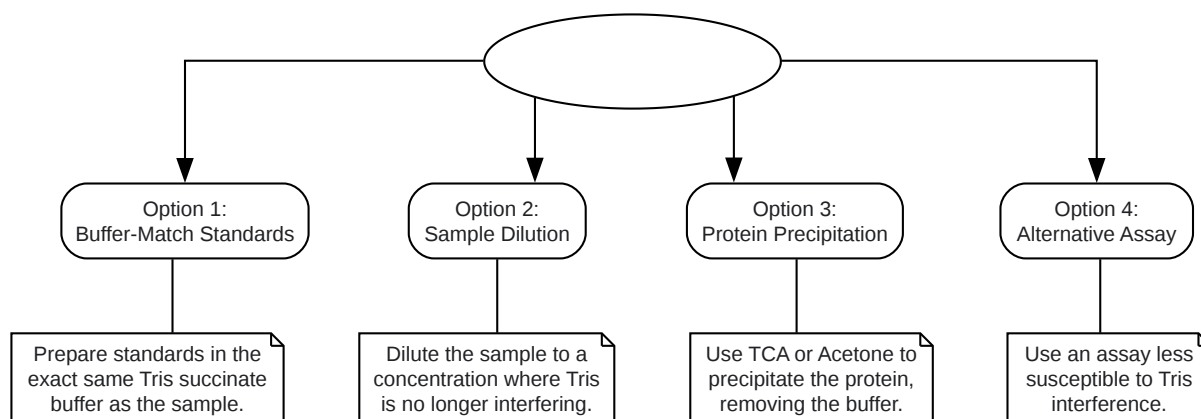 Option 1:
Buffer-Match Standards
Option 2:
Sample Dilution
Option 3:
Protein Precipitation
Option 4:
Alternative Assay
Prepare standards in the
exact same Tris succinate
buffer as the sample.
Dilute the sample to a
concentration where Tris
is no longer interfering.
Use TCA or Acetone to
precipitate the protein,
removing the buffer.
Use an assay less
susceptible to Tris
interference.